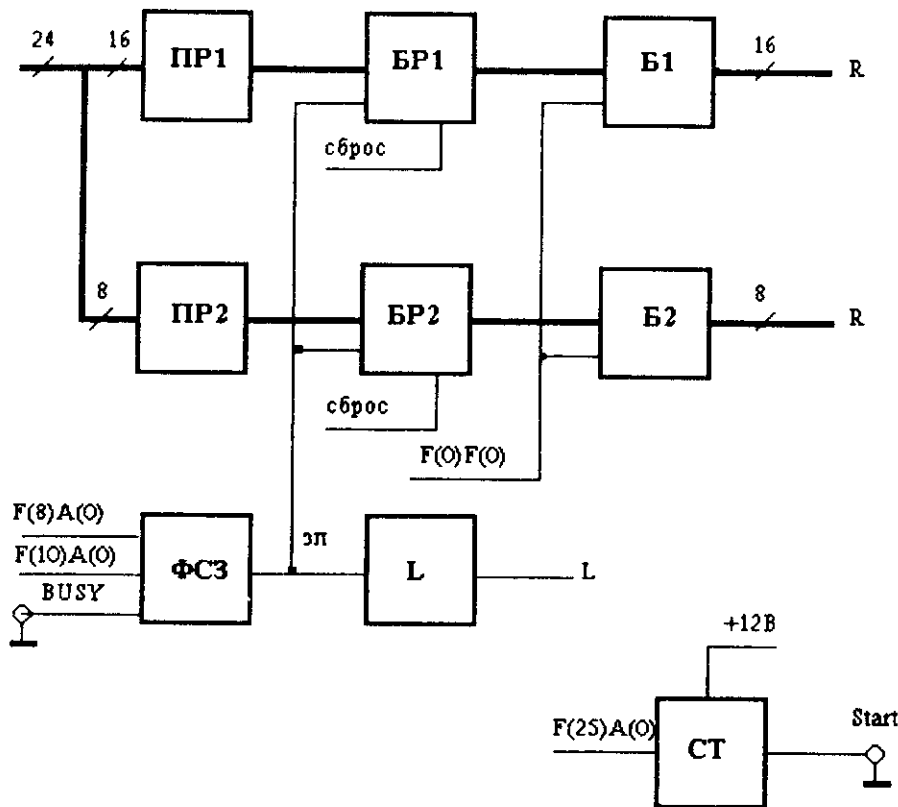 24
16
ПР1
БР1
Б1
16
R
сброс
8
ПР2
БР2
Б2
8
R
сброс
F(0)F(0)
F(8)A(0)
F(10)A(0)
BUSY
ФСЗ
зп
L
L
+12В
F(25)A(0)
СТ
Start